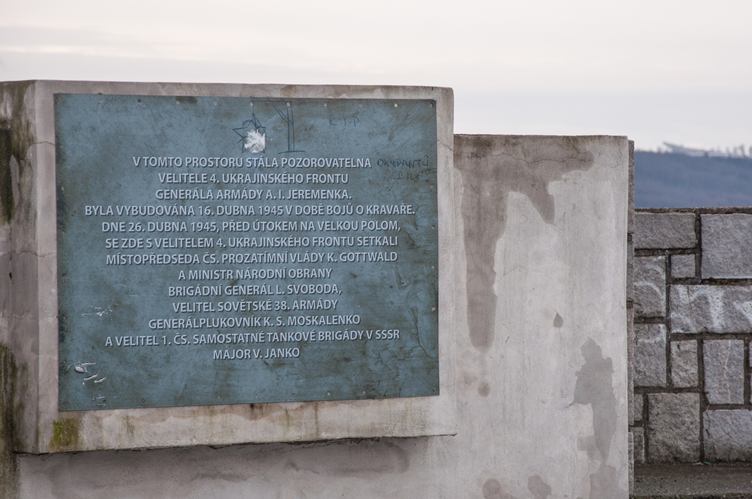 V TOMTO PROSTORU STÁLA POZOROVATELNA
VELITELE 4. UKRAJINSKÉHO FRONTU
GENERÁLA ARMÁDY A. I. JEREMENKA.
BYLA VYBUDOVÁNA 16. DUBNA 1945 V DOBĚ BOJŮ O KRAVAŘE.
DNE 26. DUBNA 1945, PŘED ÚTOKEM NA VELKOU POLOM,
SE ZDE S VELITELEM 4. UKRAJINSKÉHO FRONTU SETKALI
MÍSTOPŘEDSEDA ČS. PROZATÍMNÍ VLÁDY K. GOTTWALD
A MINISTR NÁRODNÍ OBRANY
BRIGÁDNÍ GENERÁL L. SVOBODA,
VELITEL SOVĚTSKÉ 38. ARMÁDY
GENERÁLPLUKOVNÍK K. S. MOSKALENKO
A VELITEL 1. ČS. SAMOSTATNÉ TANKOVÉ BRIGÁDY V SSSR
MAJOR V. JANKO